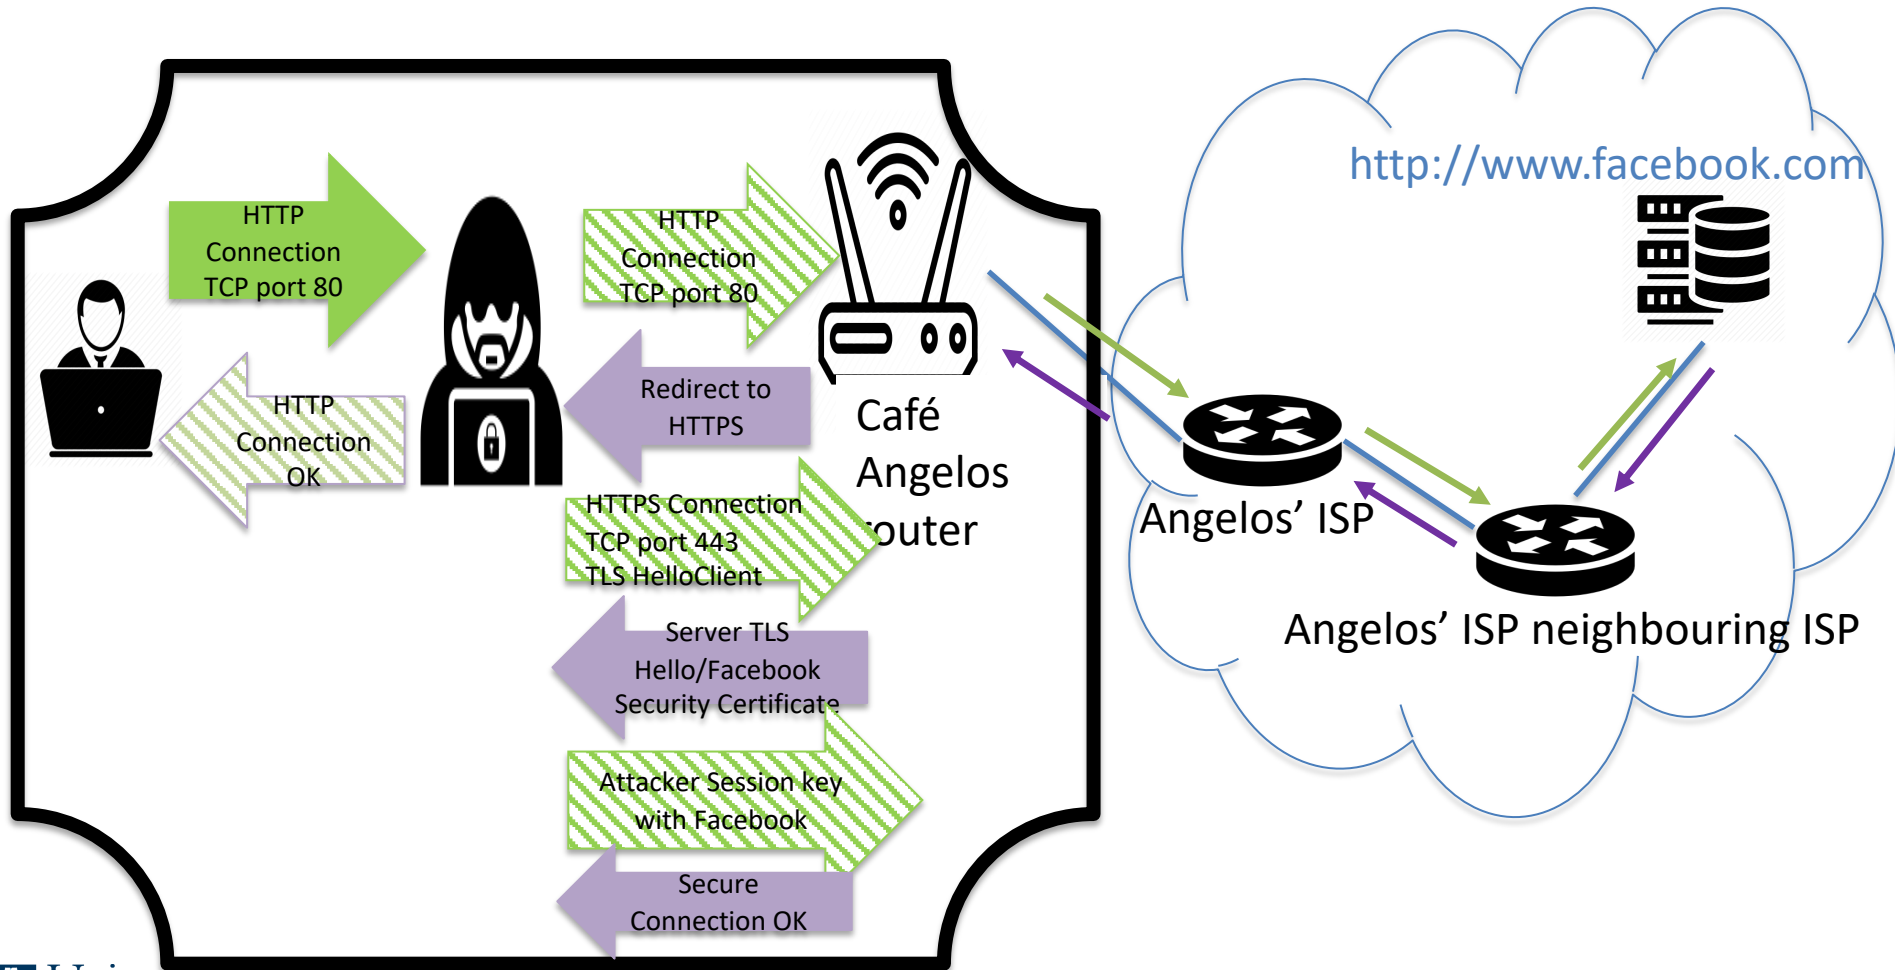 http://www.facebook.com
HTTP
Connection
TCP port 80
HTTP
Connection
TCP port 80
Redirect to
HTTPS
HTTP
Connection
OK
Café
Angelos
router
HTTPS Connection
TCP port 443
TLS HelloClient
Angelos’ ISP
Angelos’ ISP neighbouring ISP
Server TLS
Hello/Facebook
Security Certificate
Attacker Session key
with Facebook
Secure
Connection OK